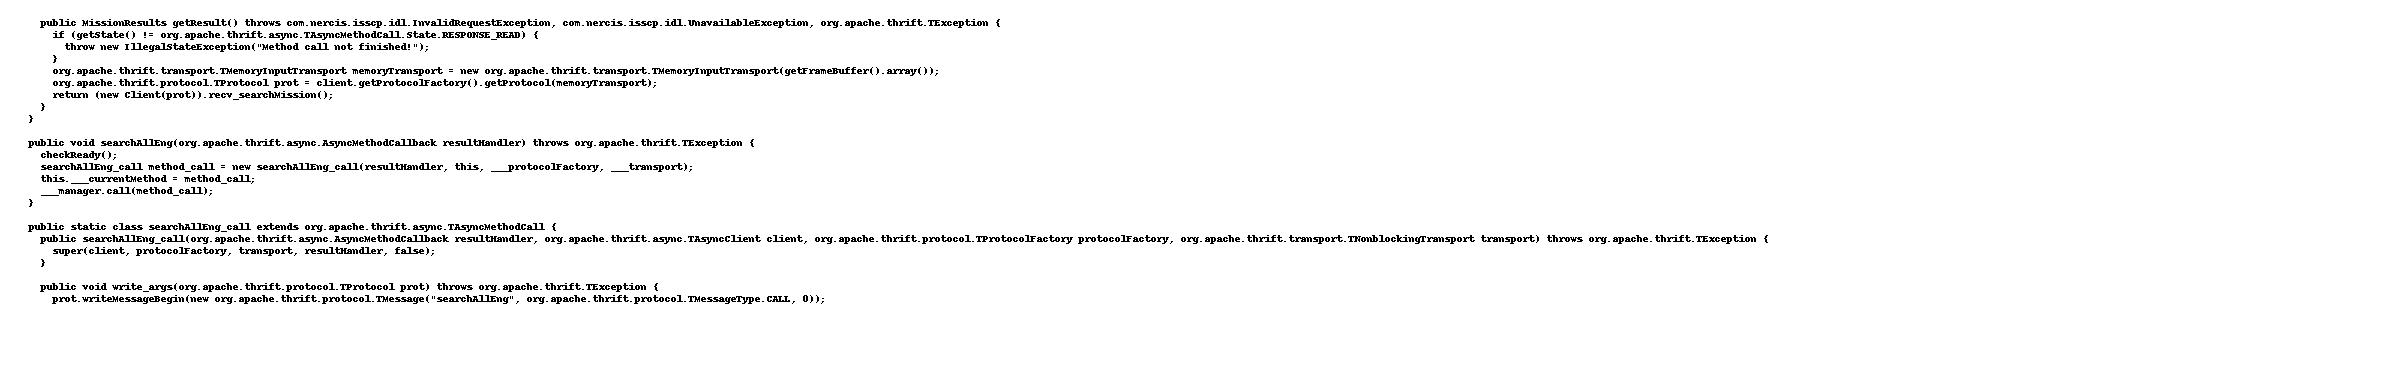 public MissionResults getResult() throws com.nercis.isscp.idl.InvalidRequestException, com.nercis.isscp.idl.UnavailableException, org.apache.thrift.TException {
if (getState() != org.apache.thrift.async.TAsyncMethodCall.State.RESPONSE_READ) {
throw new IllegalStateException("Method call not finished!");
}
org.apache.thrift.transport.TMemoryInputTransport memoryTransport = new org.apache.thrift.transport.TMemoryInputTransport(getFrameBuffer().array());
org.apache.thrift.protocol.TProtocol prot = client.getProtocolFactory().getProtocol(memoryTransport);
return (new Client(prot)).recv_searchMission();
}
}
public void searchAllEng(org.apache.thrift.async.AsyncMethodCallback resultHandler) throws org.apache.thrift.TException {
checkReady();
searchAllEng_call method_call = new searchAllEng_call(resultHandler, this, ___protocolFactory, ___transport);
this.___currentMethod = method_call;
___manager.call(method_call);
}
public static class searchAllEng_call extends org.apache.thrift.async.TAsyncMethodCall {
public searchAllEng_call(org.apache.thrift.async.AsyncMethodCallback resultHandler, org.apache.thrift.async.TAsyncClient client, org.apache.thrift.protocol.TProtocolFactory protocolFactory, org.apache.thrift.transport.TNonblockingTransport transport) throws org.apache.thrift.TException {
super(client, protocolFactory, transport, resultHandler, false);
}
public void write_args(org.apache.thrift.protocol.TProtocol prot) throws org.apache.thrift.TException {
prot.writeMessageBegin(new org.apache.thrift.protocol.TMessage("searchAllEng", org.apache.thrift.protocol.TMessageType.CALL, 0));